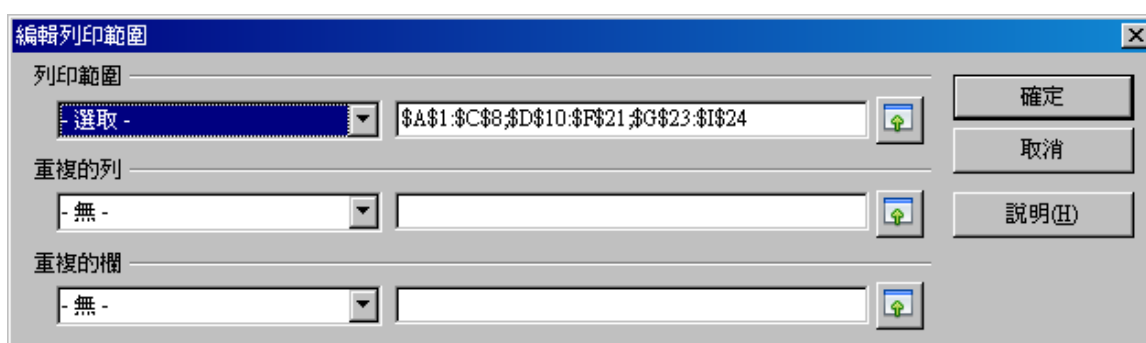 編輯列印範圍
列印範圍
- 選取 -
$A$1:$C$8;$D$10:$F$21;$G$23:$I$24
確定
取消
重複的列
- 無 -
說明(H)
重複的欄
- 無 -